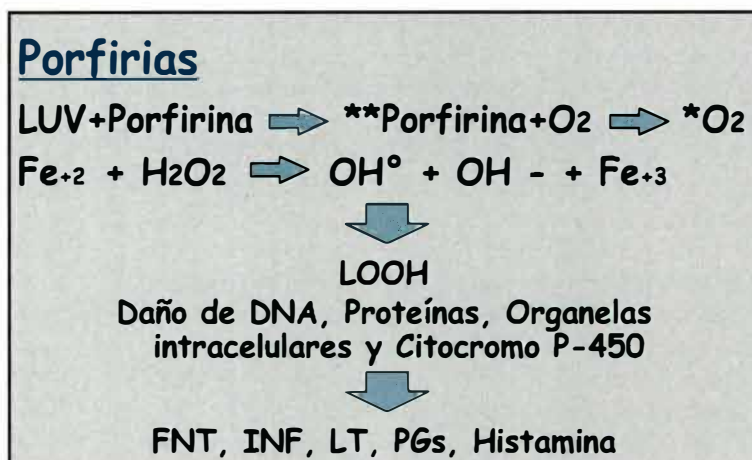 Porfirias
LUV+Porfirina ⇨ **Porfirina+O2 ⇨ *O2
Fe+2 + H2O2 ⇨ OH° + OH - + Fe+3
LOOH
Daño de DNA, Proteínas, Organelas
intracelulares y Citocromo P-450
FNT, INF, LT, PGs, Histamina